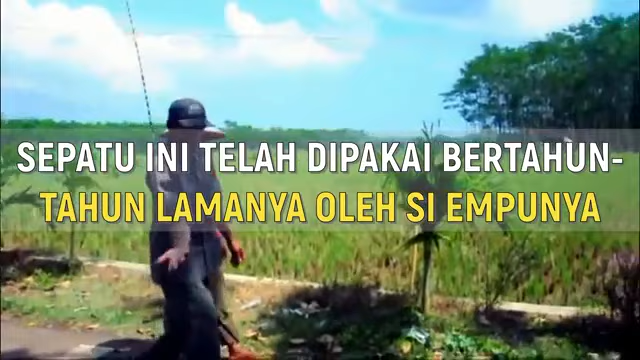 SEPATU INI TELAH DIPAKAI BERTAHUN-
TAHUN LAMANYA OLEH SI EMPUNYA